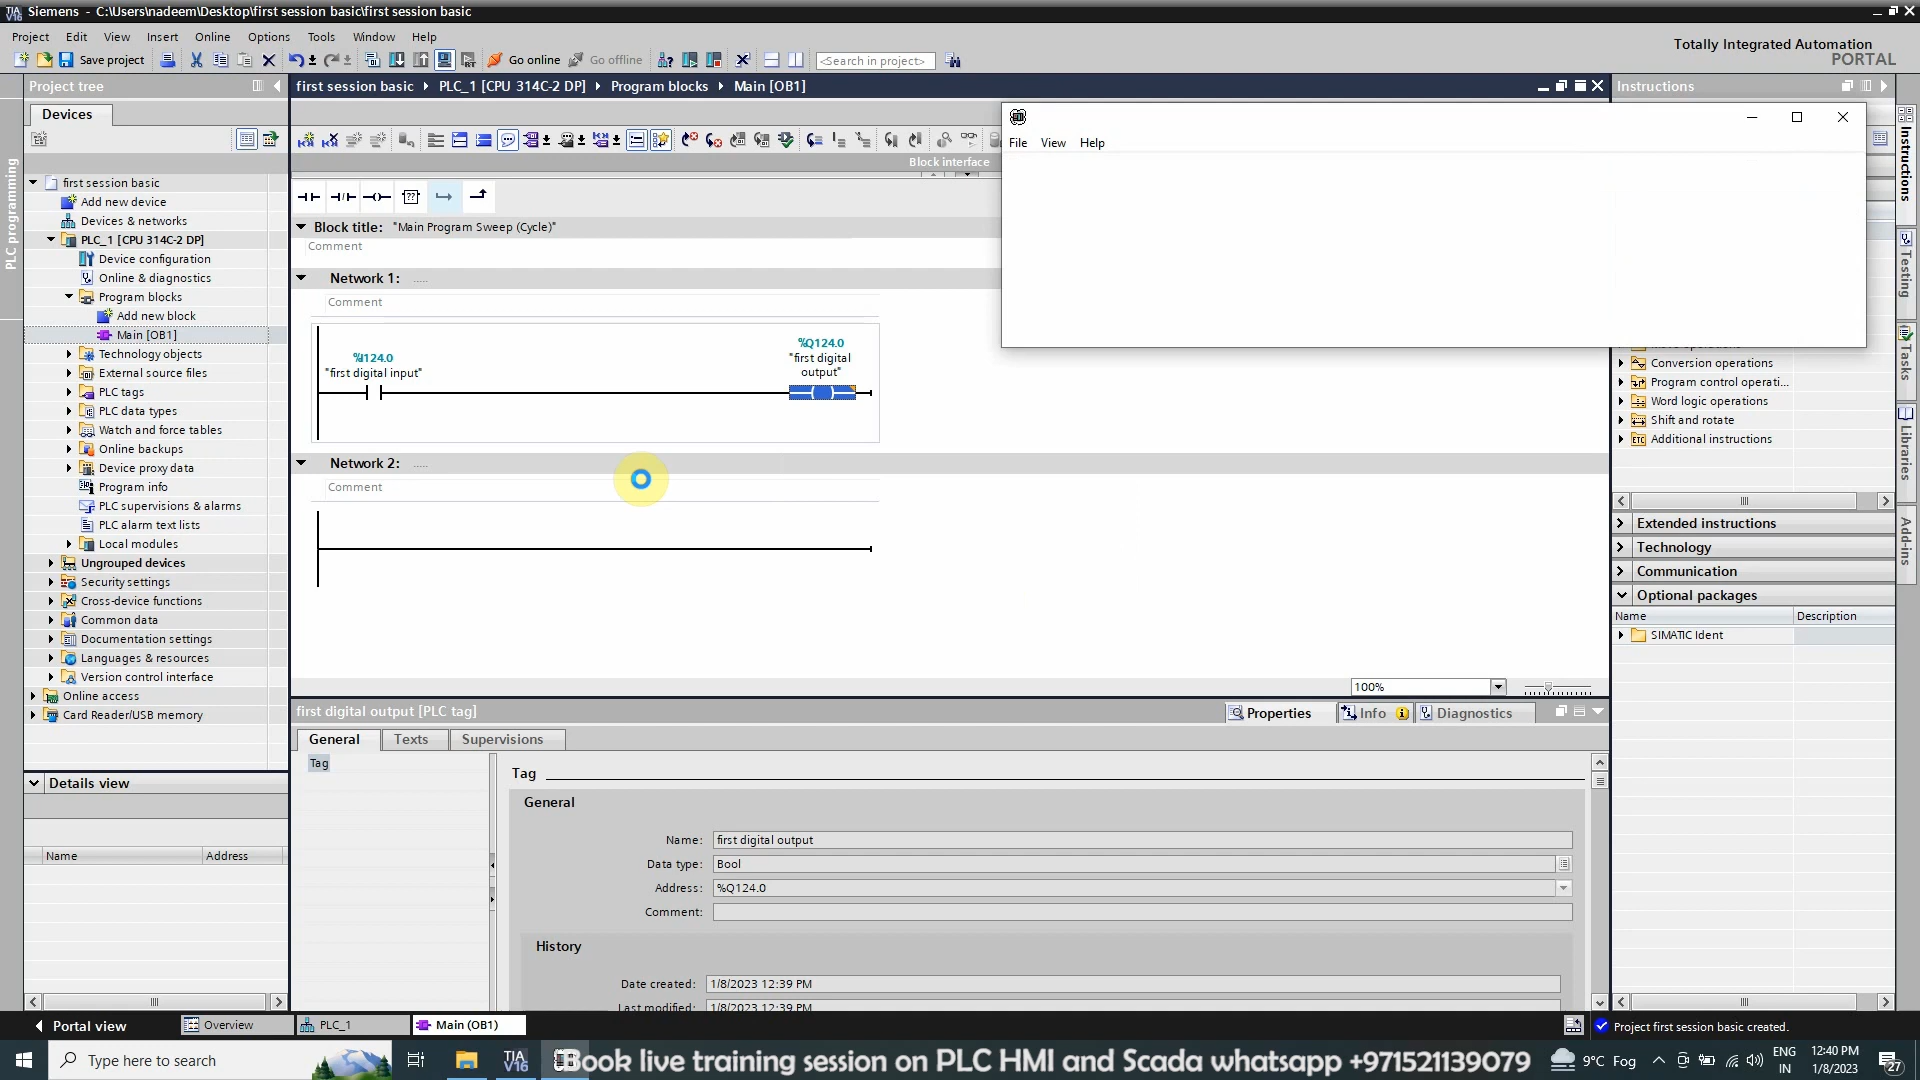 Siemens - C:\Users\nadeem\Desktop\first session basic\first session basic
Project Edit View Insert Online Options Tools Window Help
Totally Integrated Automation
PORTAL
Save project
Go online
Go offline
<Search in project>
Project tree
first session basic PLC_1 [CPU 314C-2 DP] Program blocks Main [OB1]
Instructions
Devices
File View Help
Block interface
PLC programming
first session basic
Add new device
Devices & networks
PLC_1 [CPU 314C-2 DP]
Device configuration
Online & diagnostics
Program blocks
Add new block
Main [OB1]
Technology objects
External source files
PLC tags
PLC data types
Watch and force tables
Online backups
Device proxy data
Program info
PLC supervisions & alarms
PLC alarm text lists
Local modules
Ungrouped devices
Security settings
Cross-device functions
Common data
Documentation settings
Languages & resources
Version control interface
Online access
Card Reader/USB memory
Details view
Name Address
Block title: "Main Program Sweep (Cycle)"
Comment
Network 1: .....
Comment
%I124.0
"first digital input"
%Q124.0
"first digital
output"
Network 2: .....
Comment
100%
first digital output [PLC tag]
Properties Info Diagnostics
General Texts Supervisions
Tag
Tag
General
Name: first digital output
Data type: Bool
Address: %Q124.0
Comment:
History
Date created: 1/8/2023 12:39 PM
Last modified: 1/8/2023 12:39 PM
Conversion operations
Program control operati...
Word logic operations
Shift and rotate
Additional instructions
Extended instructions
Technology
Communication
Optional packages
Name Description
SIMATIC Ident
Instructions
Testing
Tasks
Libraries
Add-ins
Portal view
Overview
PLC_1
Main (OB1)
Project first session basic created.
Type here to search
TIA
V16
Book live training session on PLC HMI and Scada whatsapp +971521139079
9°C Fog
ENG
IN
12:40 PM
1/8/2023
27